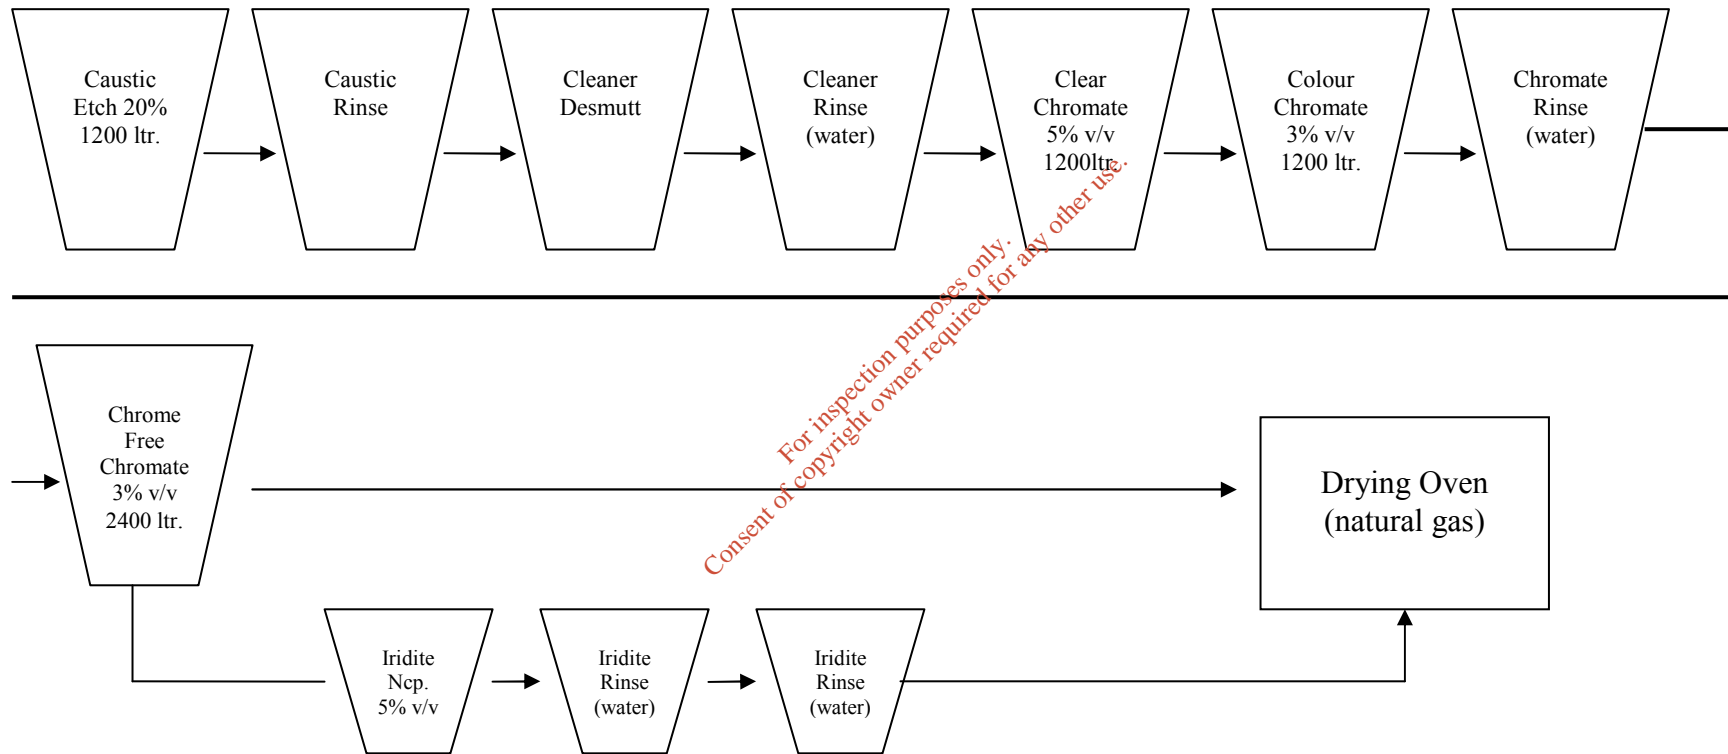 Caustic
Etch 20%
1200 ltr.
Caustic
Rinse
Cleaner
Desmutt
Cleaner
Rinse
(water)
Clear
Chromate
5% v/v
1200ltr.
Colour
Chromate
3% v/v
1200 ltr.
Chromate
Rinse
(water)
For inspection purposes only.
Consent of copyright owner required for any other use.
Chrome
Free
Chromate
3% v/v
2400 ltr.
Drying Oven
(natural gas)
Iridite
Ncp.
5% v/v
Iridite
Rinse
(water)
Iridite
Rinse
(water)